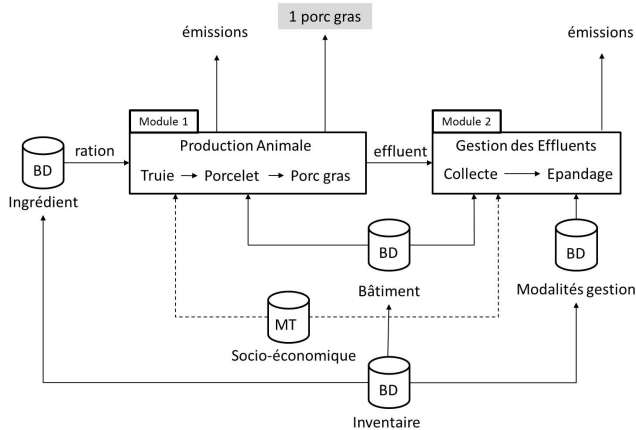 1 porc gras
émissions
émissions
Module 1
Module 2
Production Animale
Gestion des Effluents
ration
effluent
BD
Truie
Porcelet
Porc gras
Collecte
Epandage
Ingrédient
BD
BD
Bâtiment
Modalités gestion
MT
Socio-économique
BD
Inventaire